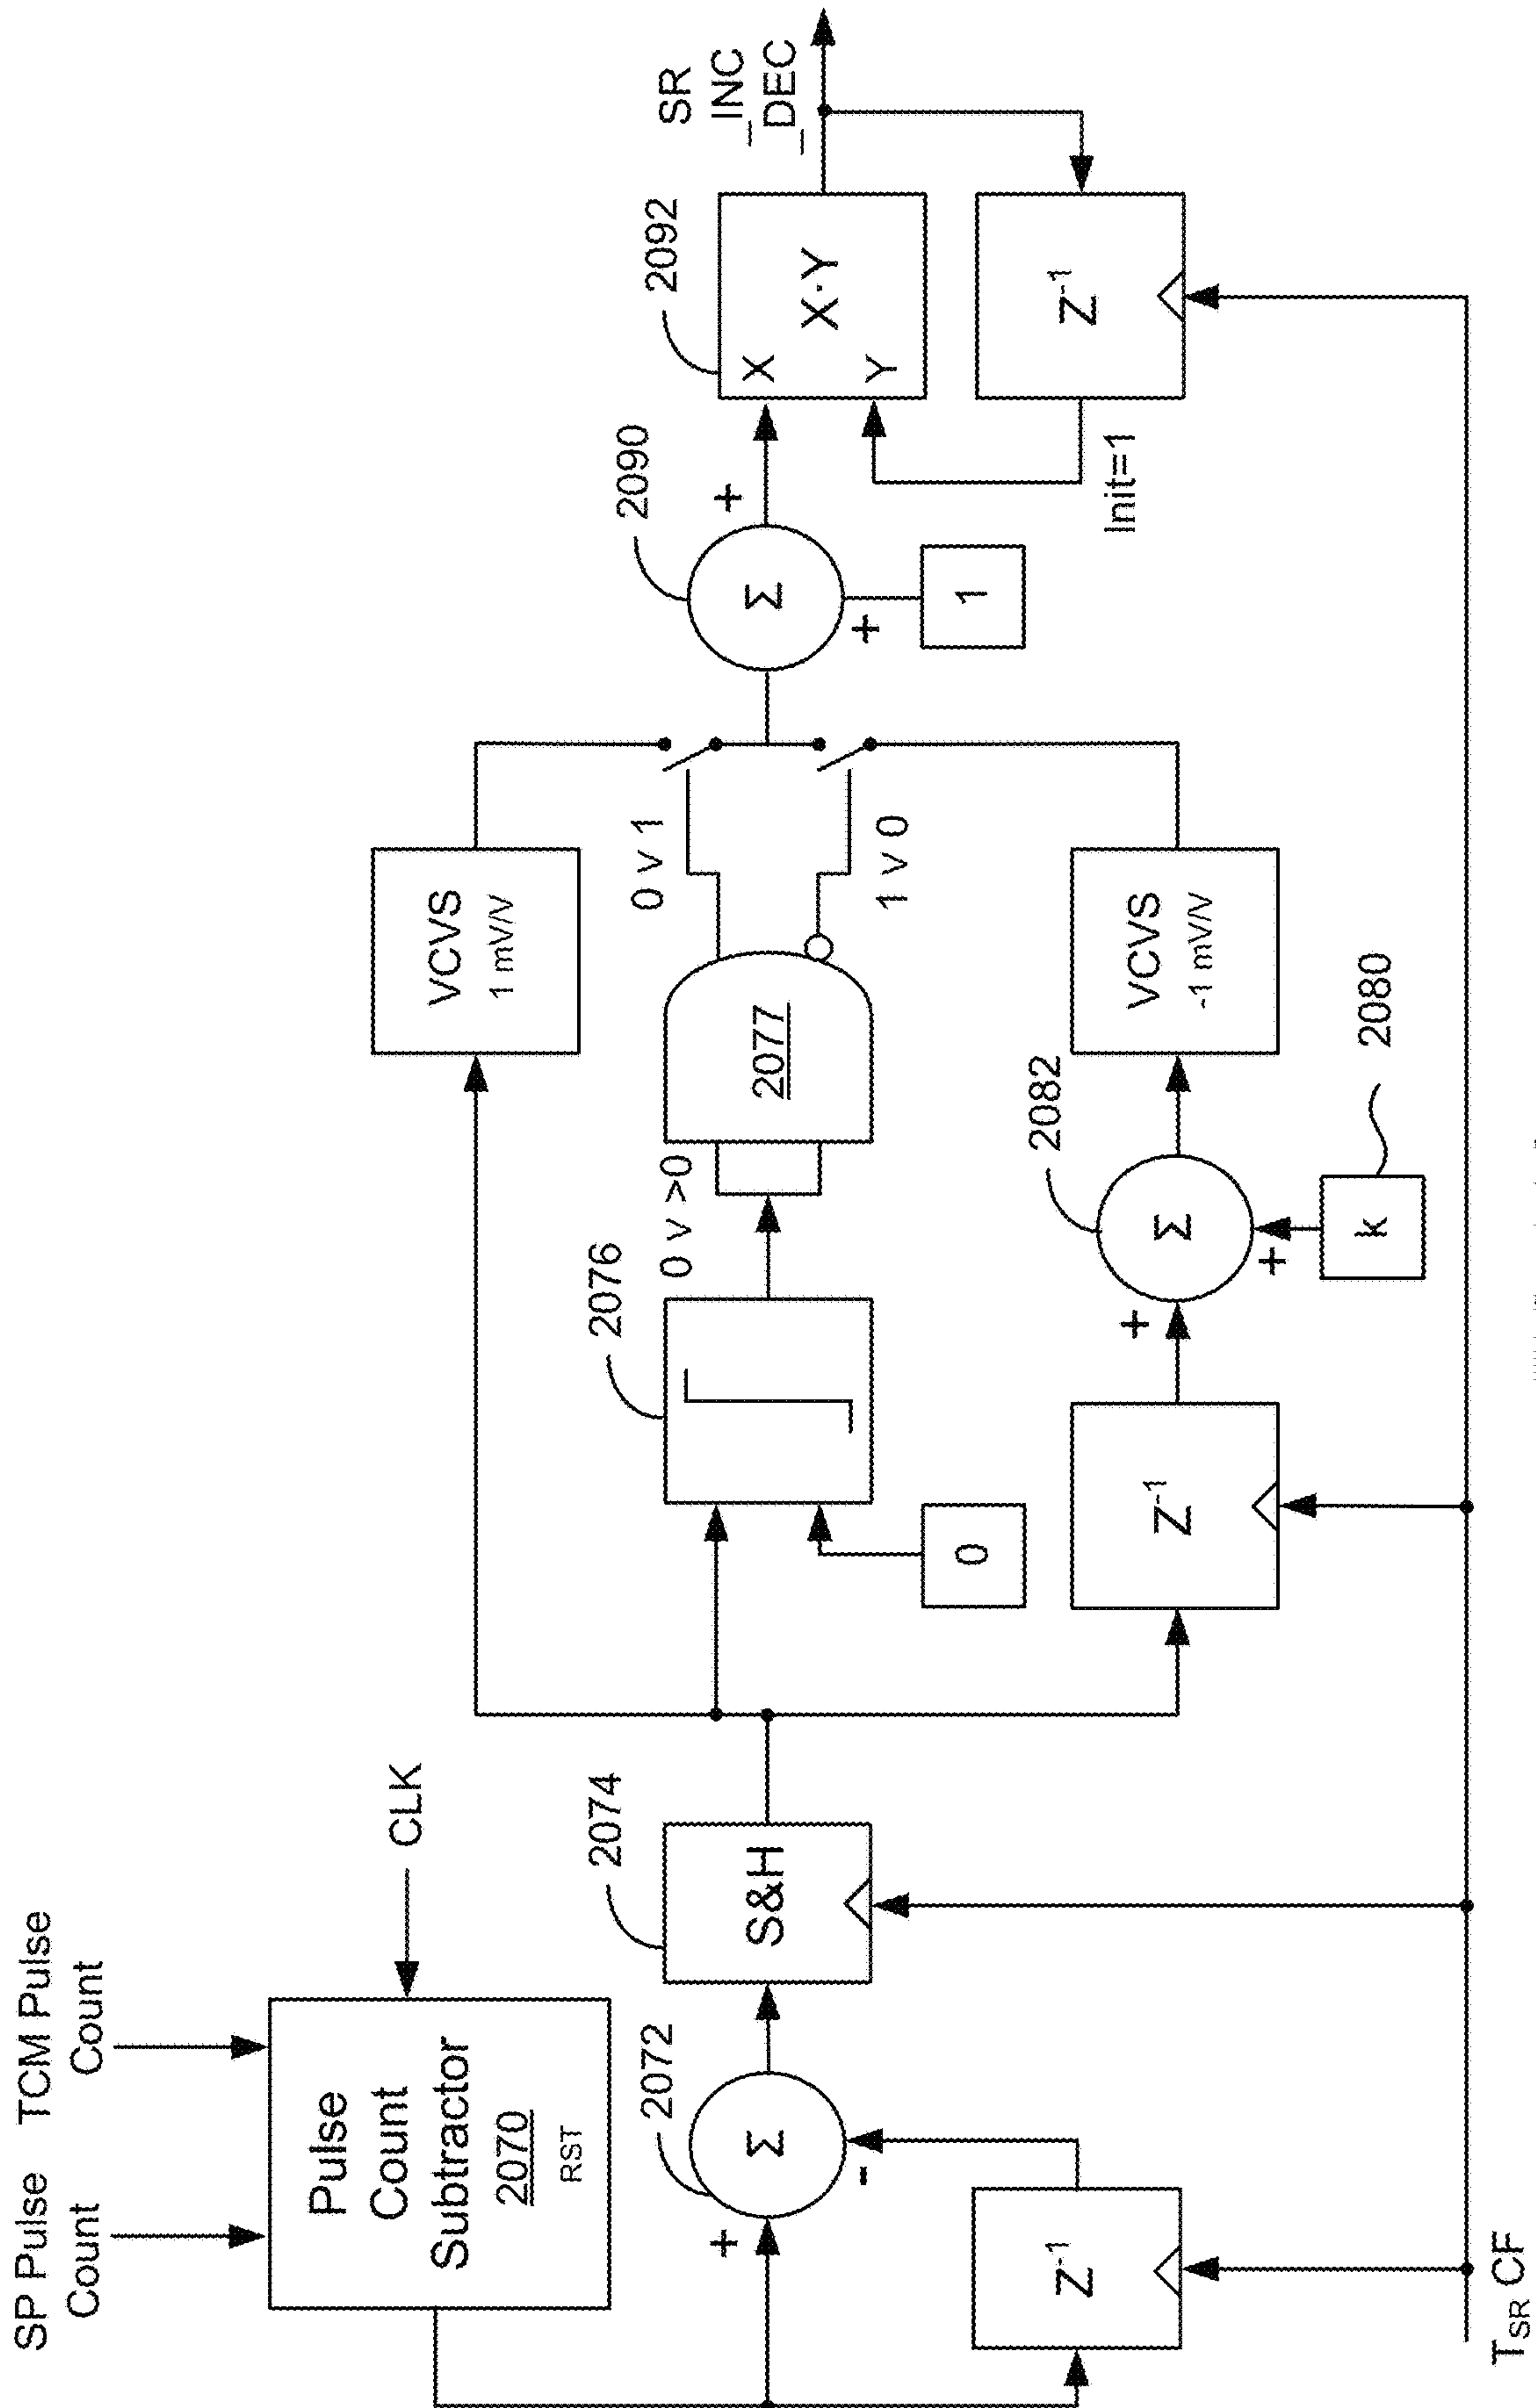 SP Pulse
Count
TCM Pulse
Count
Pulse
Count
Subtractor
2070
RST
CLK
2072
Σ
+
-
Z⁻¹
T_SR CF
2074
S&H
2076
0
0 v >0
2077
0 v 1
1 v 0
VCVS
1 mV/V
Z⁻¹
2082
Σ
+
+
k
2080
VCVS
-1 mV/V
2090
Σ
+
+
1
2092
X
Y
X·Y
Z⁻¹
Init=1
SR
_INC
_DEC